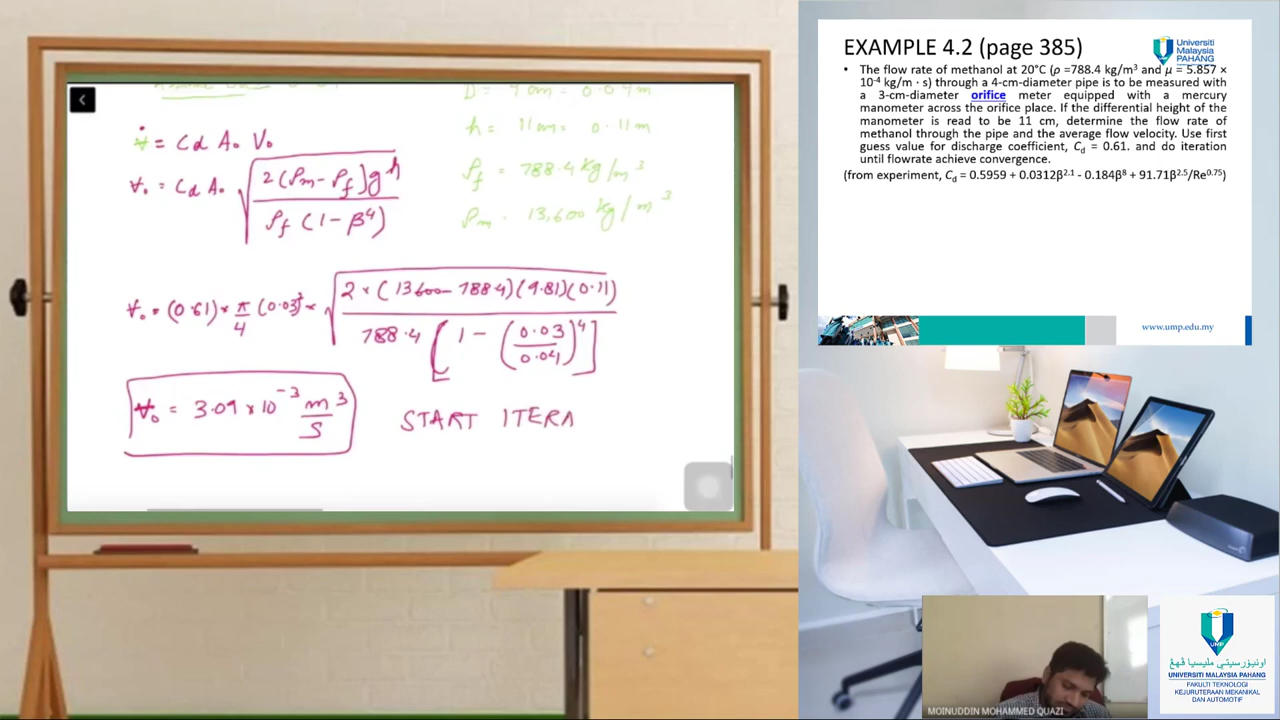 D = 4 cm = 0.04 m
h = 11 cm = 0.11 m
ρf = 788.4 kg/m³
ρm = 13,600 kg/m³
V̇ = Cd A₀ V₀
V̇₀ = Cd A₀ √(2(ρm - ρf)gh / ρf(1 - β⁴))
V̇₀ = (0.61) × π/4 (0.03)² × √(2 × (13600 - 788.4)(9.81)(0.11) / 788.4 [1 - (0.03/0.04)⁴])
V̇₀ = 3.09 × 10⁻³ m³/s
START ITERA
EXAMPLE 4.2 (page 385)
Universiti
Malaysia
PAHANG
• The flow rate of methanol at 20°C (ρ =788.4 kg/m³ and μ = 5.857 ×
10⁻⁴ kg/m · s) through a 4-cm-diameter pipe is to be measured with
a 3-cm-diameter orifice meter equipped with a mercury
manometer across the orifice place. If the differential height of the
manometer is read to be 11 cm, determine the flow rate of
methanol through the pipe and the average flow velocity. Use first
guess value for discharge coefficient, Cd = 0.61. and do iteration
until flowrate achieve convergence.
(from experiment, Cd = 0.5959 + 0.0312β²·¹ - 0.184β⁸ + 91.71β²·⁵/Re⁰·⁷⁵)
www.ump.edu.my
MOINUDDIN MOHAMMED QUAZI
UMP
اونيۏرسيتي مليسيا ڤهڠ
UNIVERSITI MALAYSIA PAHANG
FAKULTI TEKNOLOGI
KEJURUTERAAN MEKANIKAL
DAN AUTOMOTIF